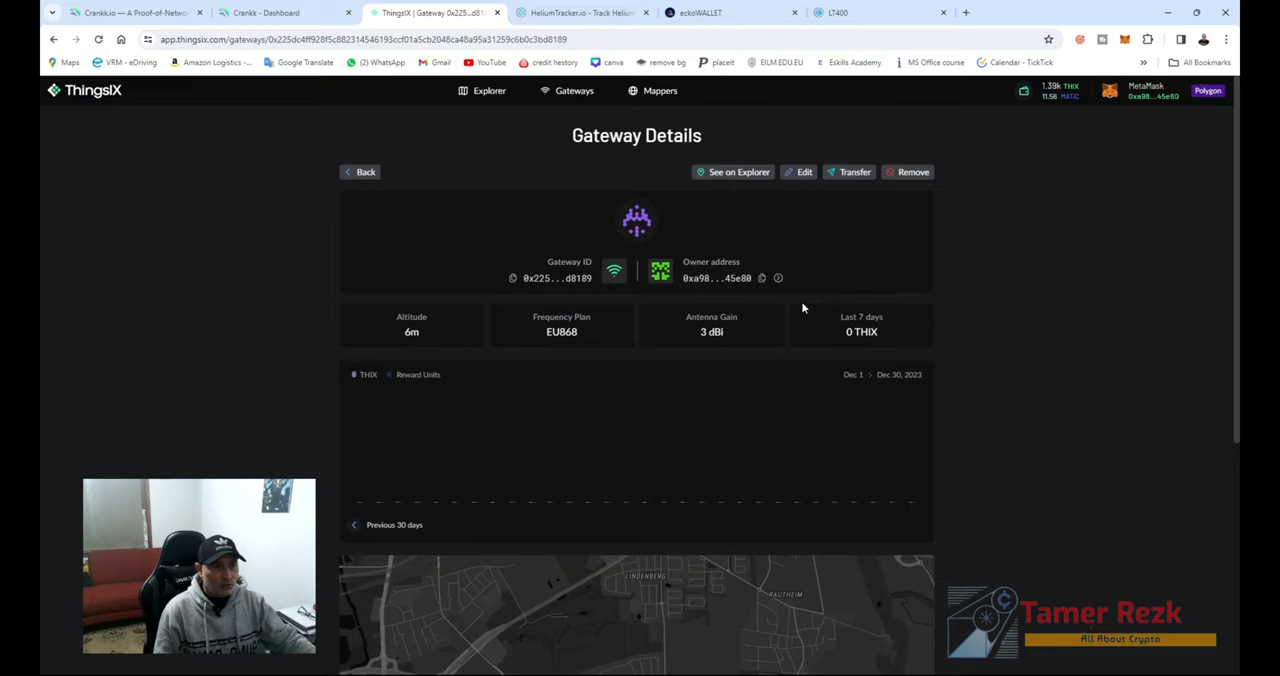 Crankk.io — A Proof-of-Netwo
Crankk - Dashboard
ThingsIX | Gateway 0x225...d818
HeliumTracker.io - Track Helium
eckoWALLET
LT400
app.thingsix.com/gateways/0x225dc4ff928f5c882314546193ccf01a5cb2048ca48a95a31259c6b0c3bd8189
Maps
VRM - eDriving
Amazon Logistic -...
Google Translate
(2) WhatsApp
Gmail
YouTube
credit hestory
canva
remove bg
placeit
EILM.EDU.EU
Eskills Academy
MS Office course
Calendar - TickTick
»
All Bookmarks
ThingsIX
Explorer
Gateways
Mappers
1.39k THIX
11.56 MATIC
MetaMask
0xa98...45e80
Polygon
Gateway Details
Back
See on Explorer
Edit
Transfer
Remove
Gateway ID
0x225...d8189
Owner address
0xa98...45e80
Altitude
6m
Frequency Plan
EU868
Antenna Gain
3 dBi
Last 7 days
0 THIX
THIX
Reward Units
Dec 1 > Dec 30, 2023
Previous 30 days
LINDENBERG
RAUTHEIM
Tamer Rezk
All About Crypto